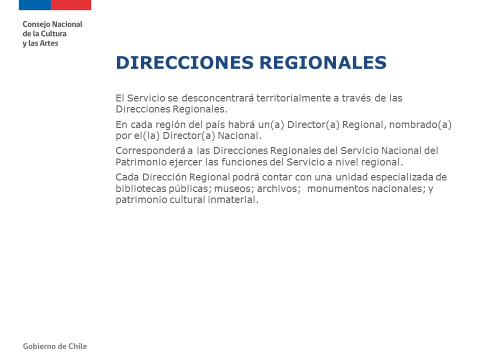 Consejo Nacional
de la Cultura
y las Artes
DIRECCIONES REGIONALES
El Servicio se desconcentrará territorialmente a través de las
Direcciones Regionales.
En cada región del país habrá un(a) Director(a) Regional, nombrado(a)
por el(la) Director(a) Nacional.
Corresponderá a las Direcciones Regionales del Servicio Nacional del
Patrimonio ejercer las funciones del Servicio a nivel regional.
Cada Dirección Regional podrá contar con una unidad especializada de
bibliotecas públicas; museos; archivos; monumentos nacionales; y
patrimonio cultural inmaterial.
Gobierno de Chile